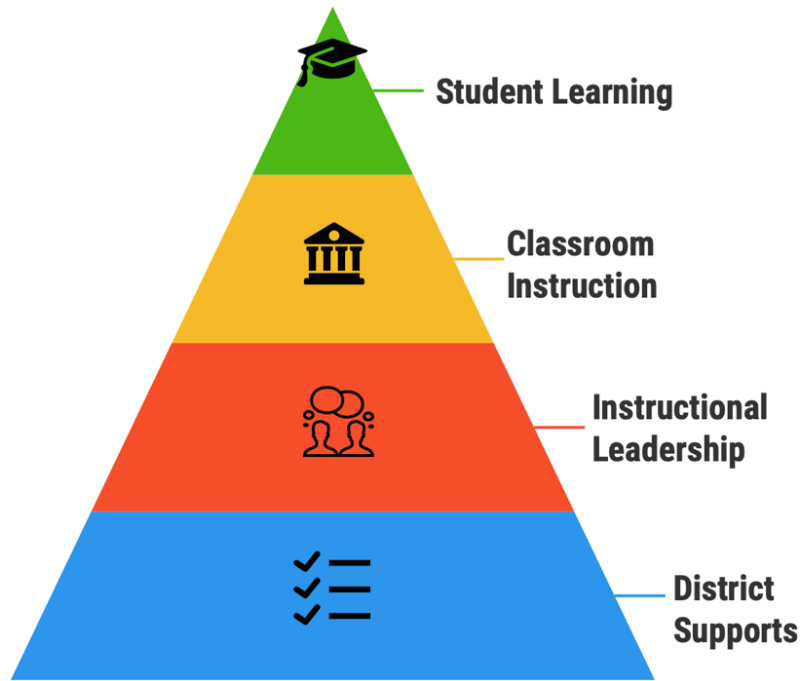 Student Learning
Classroom
Instruction
Instructional
Leadership
District
Supports